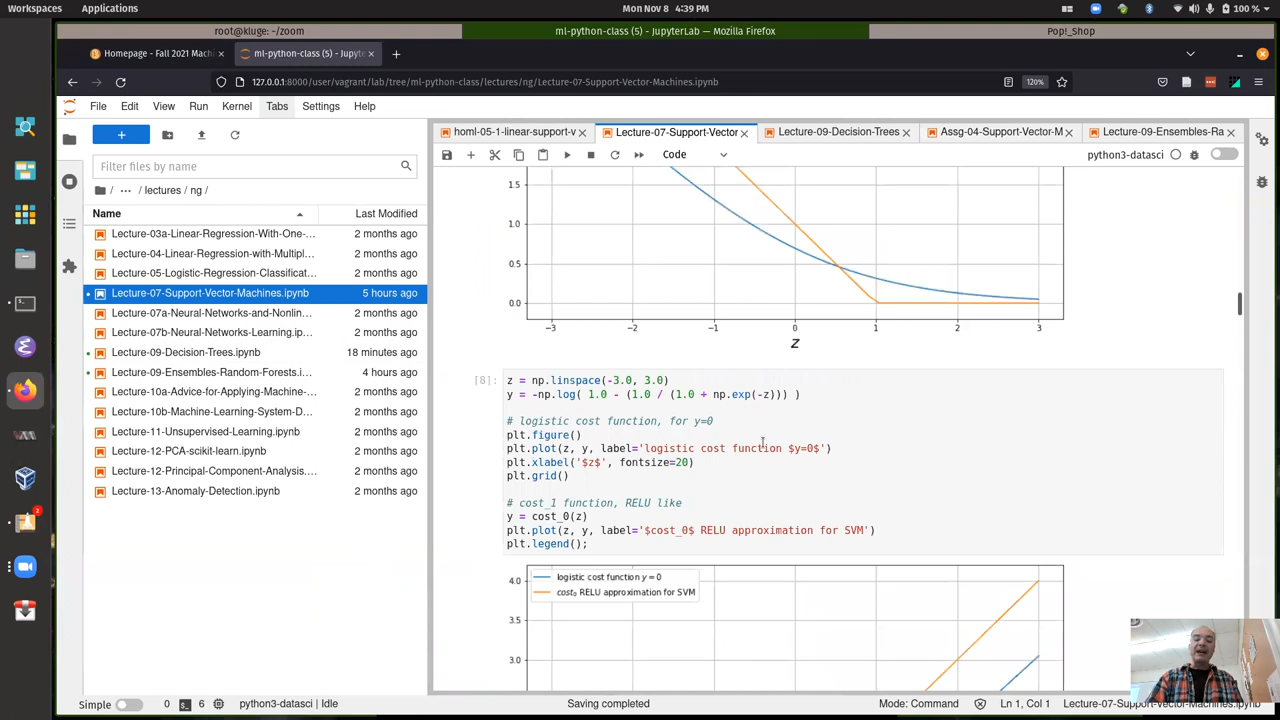 Workspaces Applications Mon Nov 8 4:39 PM 100 %
root@kluge: ~/zoom ml-python-class (5) - JupyterLab — Mozilla Firefox Pop!_Shop
Homepage - Fall 2021 Machi ml-python-class (5) - Jupyte
127.0.0.1:8000/user/vagrant/lab/tree/ml-python-class/lectures/ng/Lecture-07-Support-Vector-Machines.ipynb 120%
File Edit View Run Kernel Tabs Settings Help
homl-05-1-linear-support-v Lecture-07-Support-Vector Lecture-09-Decision-Trees Assg-04-Support-Vector-M Lecture-09-Ensembles-Ra
Code python3-datasci
Filter files by name
/ ... /lectures / ng /
Name Last Modified
Lecture-03a-Linear-Regression-With-One-... 2 months ago
Lecture-04-Linear-Regression-with-Multipl... 2 months ago
Lecture-05-Logistic-Regression-Classificat... 2 months ago
Lecture-07-Support-Vector-Machines.ipynb 5 hours ago
Lecture-07a-Neural-Networks-and-Nonlin... 2 months ago
Lecture-07b-Neural-Networks-Learning.ip... 2 months ago
Lecture-09-Decision-Trees.ipynb 18 minutes ago
Lecture-09-Ensembles-Random-Forests.i... 4 hours ago
Lecture-10a-Advice-for-Applying-Machine-... 2 months ago
Lecture-10b-Machine-Learning-System-D... 2 months ago
Lecture-11-Unsupervised-Learning.ipynb 2 months ago
Lecture-12-PCA-scikit-learn.ipynb 2 months ago
Lecture-12-Principal-Component-Analysis.... 2 months ago
Lecture-13-Anomaly-Detection.ipynb 2 months ago
1.5
1.0
0.5
0.0
−3 −2 −1 0 1 2 3
z
[8]: z = np.linspace(-3.0, 3.0)
y = -np.log( 1.0 - (1.0 / (1.0 + np.exp(-z))) )
# logistic cost function, for y=0
plt.figure()
plt.plot(z, y, label='logistic cost function $y=0$')
plt.xlabel('$z$', fontsize=20)
plt.grid()
# cost_1 function, RELU like
y = cost_0(z)
plt.plot(z, y, label='$cost_0$ RELU approximation for SVM')
plt.legend();
logistic cost function y = 0
cost₀ RELU approximation for SVM
4.0
3.5
3.0
2
Simple 0 6 python3-datasci | Idle Saving completed Mode: Command Ln 1, Col 1 Lecture-07-Support-Vector-Machines.ipynb